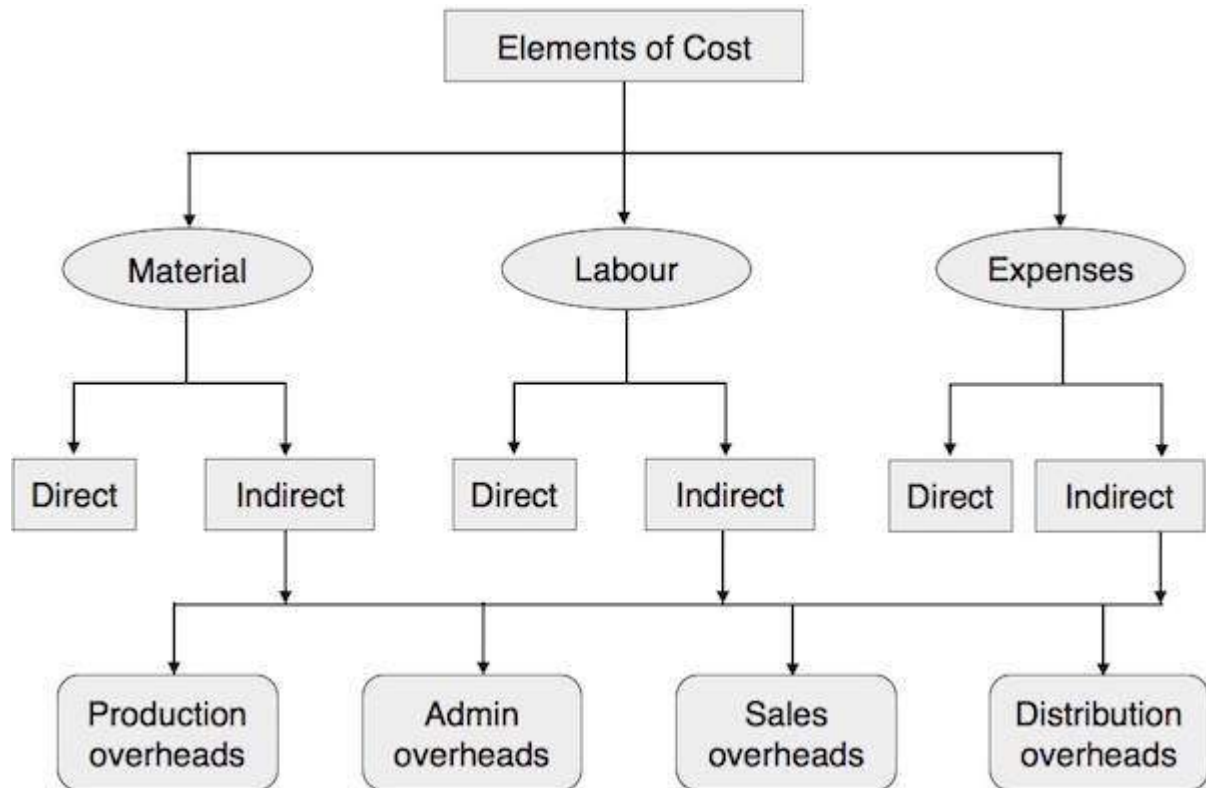 Elements of Cost
Material
Labour
Expenses
Direct
Indirect
Direct
Indirect
Direct
Indirect
Production
overheads
Admin
overheads
Sales
overheads
Distribution
overheads